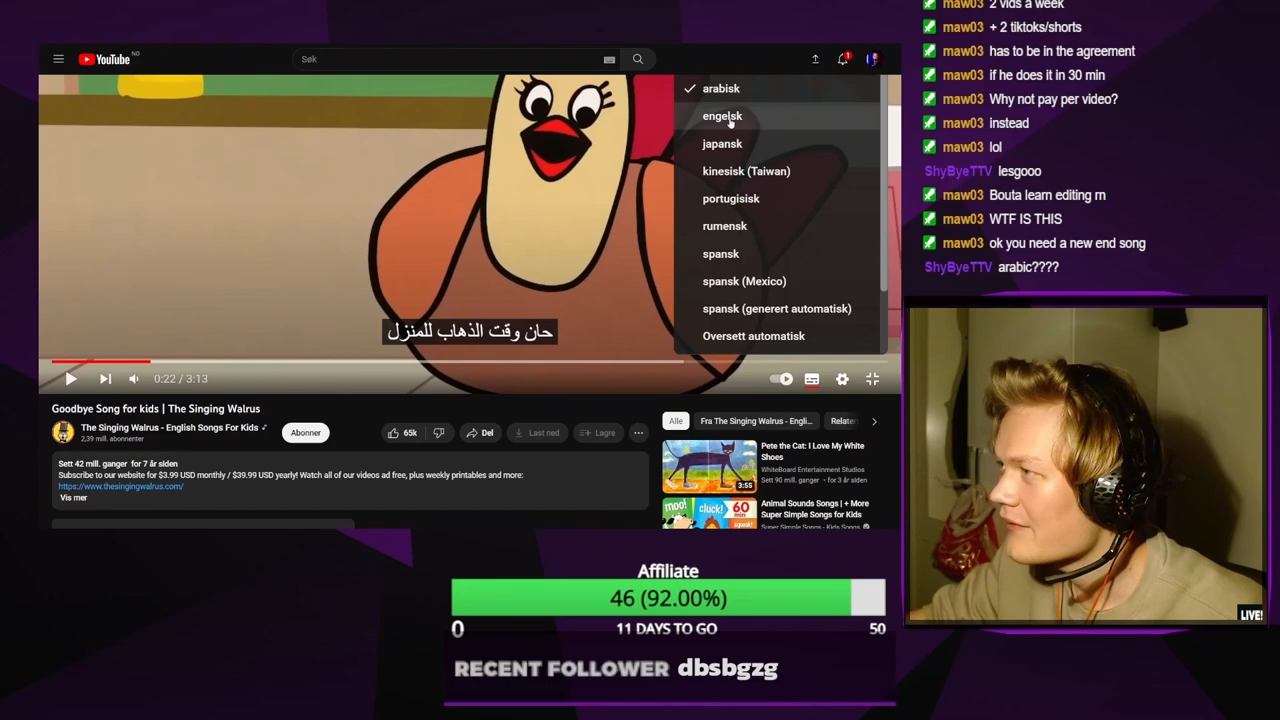 YouTube NO
Søk
1
arabisk
engelsk
japansk
kinesisk (Taiwan)
portugisisk
rumensk
spansk
spansk (Mexico)
spansk (generert automatisk)
Oversett automatisk
حان وقت الذهاب للمنزل
0:22 / 3:13
Goodbye Song for kids | The Singing Walrus
The Singing Walrus - English Songs For Kids
2,39 mill. abonnenter
Abonner
65k
Del
Last ned
Lagre
Sett 42 mill. ganger for 7 år siden
Subscribe to our website for $3.99 USD monthly / $39.99 USD yearly! Watch all of our videos ad free, plus weekly printables and more:
https://www.thesingingwalrus.com/
Vis mer
Alle
Fra The Singing Walrus - Engli...
Relater
Pete the Cat: I Love My White
Shoes
WhiteBoard Entertainment Studios
Sett 90 mill. ganger • for 3 år siden
3:55
Animal Sounds Songs | + More
Super Simple Songs for Kids
Super Simple Songs - Kids Songs
moo!
cluck!
60
min
squeak!
maw03 2 vids a week
maw03 + 2 tiktoks/shorts
maw03 has to be in the agreement
maw03 if he does it in 30 min
maw03 Why not pay per video?
maw03 instead
maw03 lol
ShyByeTTV lesgooo
maw03 Bouta learn editing rn
maw03 WTF IS THIS
maw03 ok you need a new end song
ShyByeTTV arabic????
LIVE!
Affiliate
46 (92.00%)
0
11 DAYS TO GO
50
RECENT FOLLOWER dbsbgzg